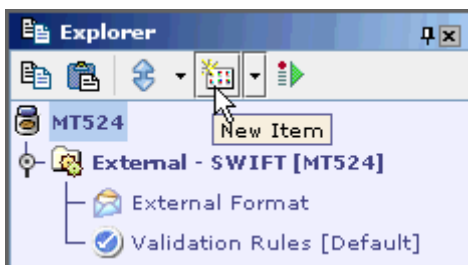 Explorer
New Item
MT524
External - SWIFT [MT524]
External Format
Validation Rules [Default]